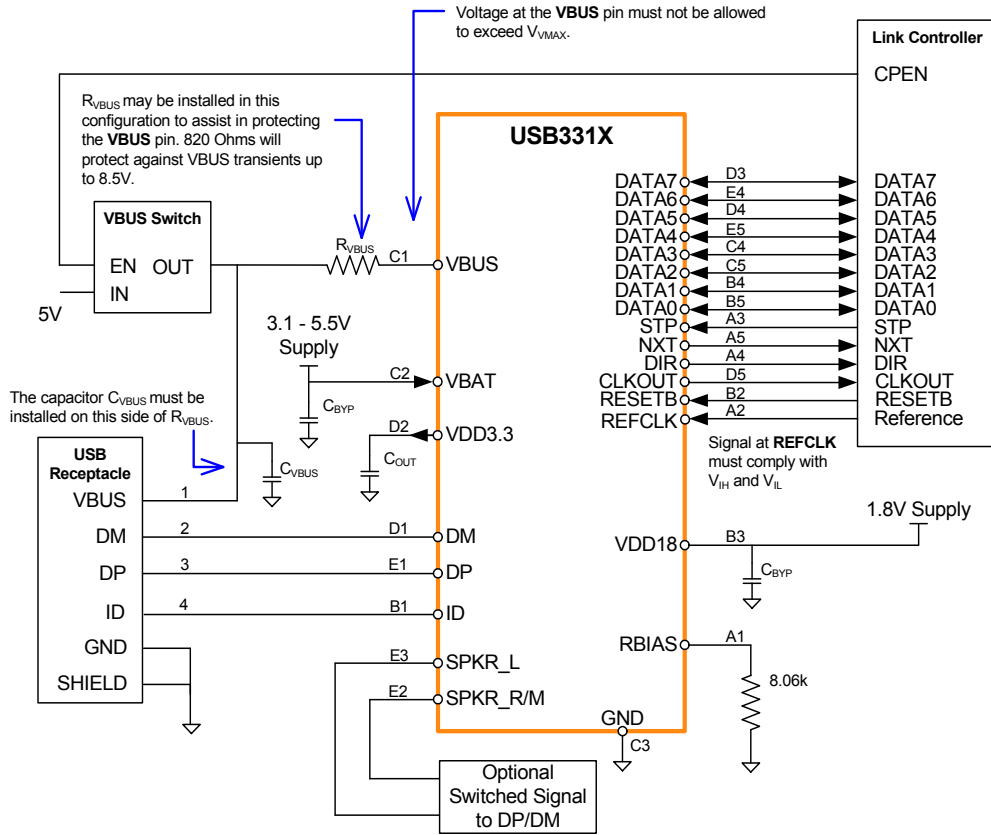 Voltage at the VBUS pin must not be allowed
to exceed VVMAX.
Link Controller
CPEN
RVBUS may be installed in this
configuration to assist in protecting
the VBUS pin. 820 Ohms will
protect against VBUS transients up
to 8.5V.
USB331X
VBUS Switch
EN OUT
IN
5V
RVBUS
C1
VBUS
DATA7 D3 DATA7
DATA6 E4 DATA6
DATA5 D4 DATA5
DATA4 E5 DATA4
DATA3 C4 DATA3
DATA2 C5 DATA2
DATA1 B4 DATA1
DATA0 B5 DATA0
STP A3 STP
NXT A5 NXT
DIR A4 DIR
CLKOUT D5 CLKOUT
RESETB B2 RESETB
REFCLK A2 Reference
3.1 - 5.5V
Supply
C2
VBAT
CBYP
D2
VDD3.3
COUT
The capacitor CVBUS must be
installed on this side of RVBUS.
CVBUS
Signal at REFCLK
must comply with
VIH and VIL
USB
Receptacle
VBUS 1
DM 2 D1 DM
DP 3 E1 DP
ID 4 B1 ID
GND
SHIELD
1.8V Supply
VDD18 B3
CBYP
RBIAS A1
8.06k
E3 SPKR_L
E2 SPKR_R/M
GND
C3
Optional
Switched Signal
to DP/DM